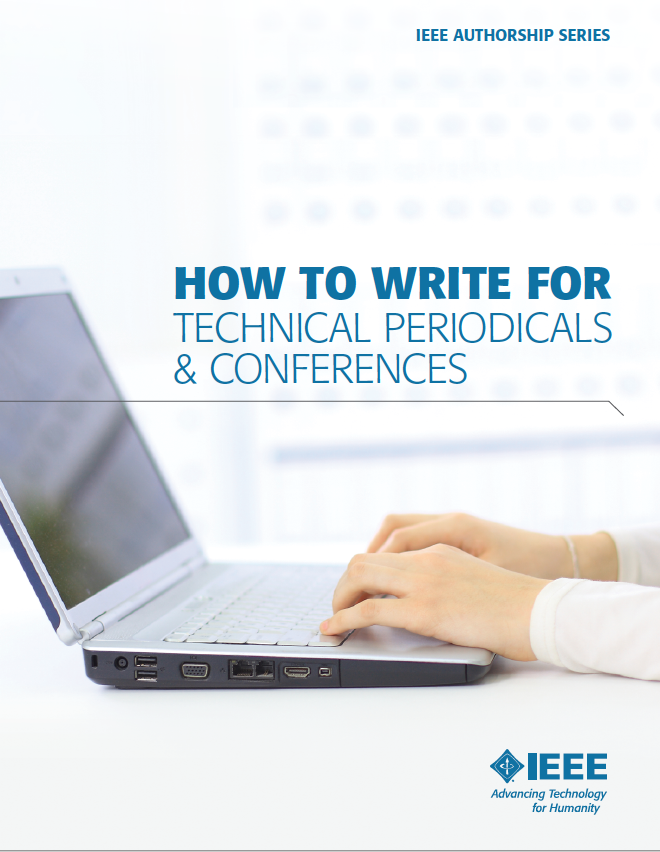 IEEE AUTHORSHIP SERIES
HOW TO WRITE FOR
TECHNICAL PERIODICALS
& CONFERENCES
IEEE
Advancing Technology
for Humanity